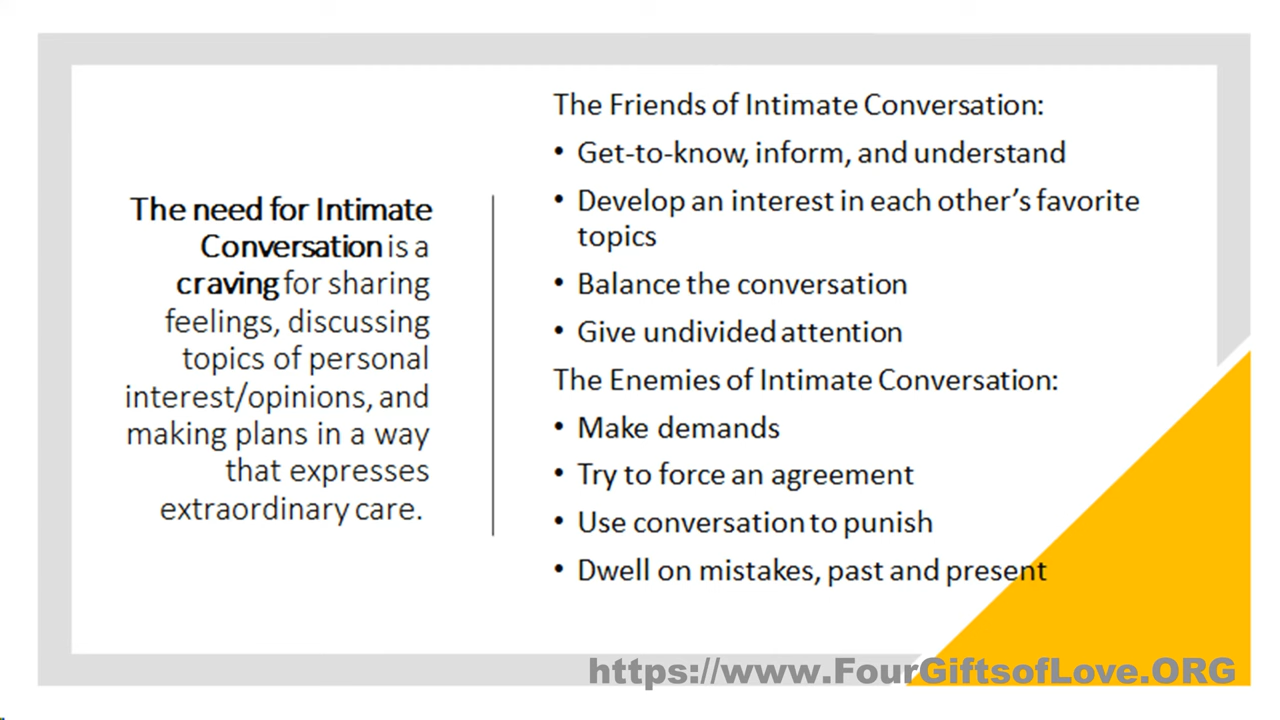 The need for Intimate
Conversation is a
craving for sharing
feelings, discussing
topics of personal
interest/opinions, and
making plans in a way
that expresses
extraordinary care.
The Friends of Intimate Conversation:
• Get-to-know, inform, and understand
• Develop an interest in each other’s favorite
topics
• Balance the conversation
• Give undivided attention
The Enemies of Intimate Conversation:
• Make demands
• Try to force an agreement
• Use conversation to punish
• Dwell on mistakes, past and present
https://www.FourGiftsofLove.ORG